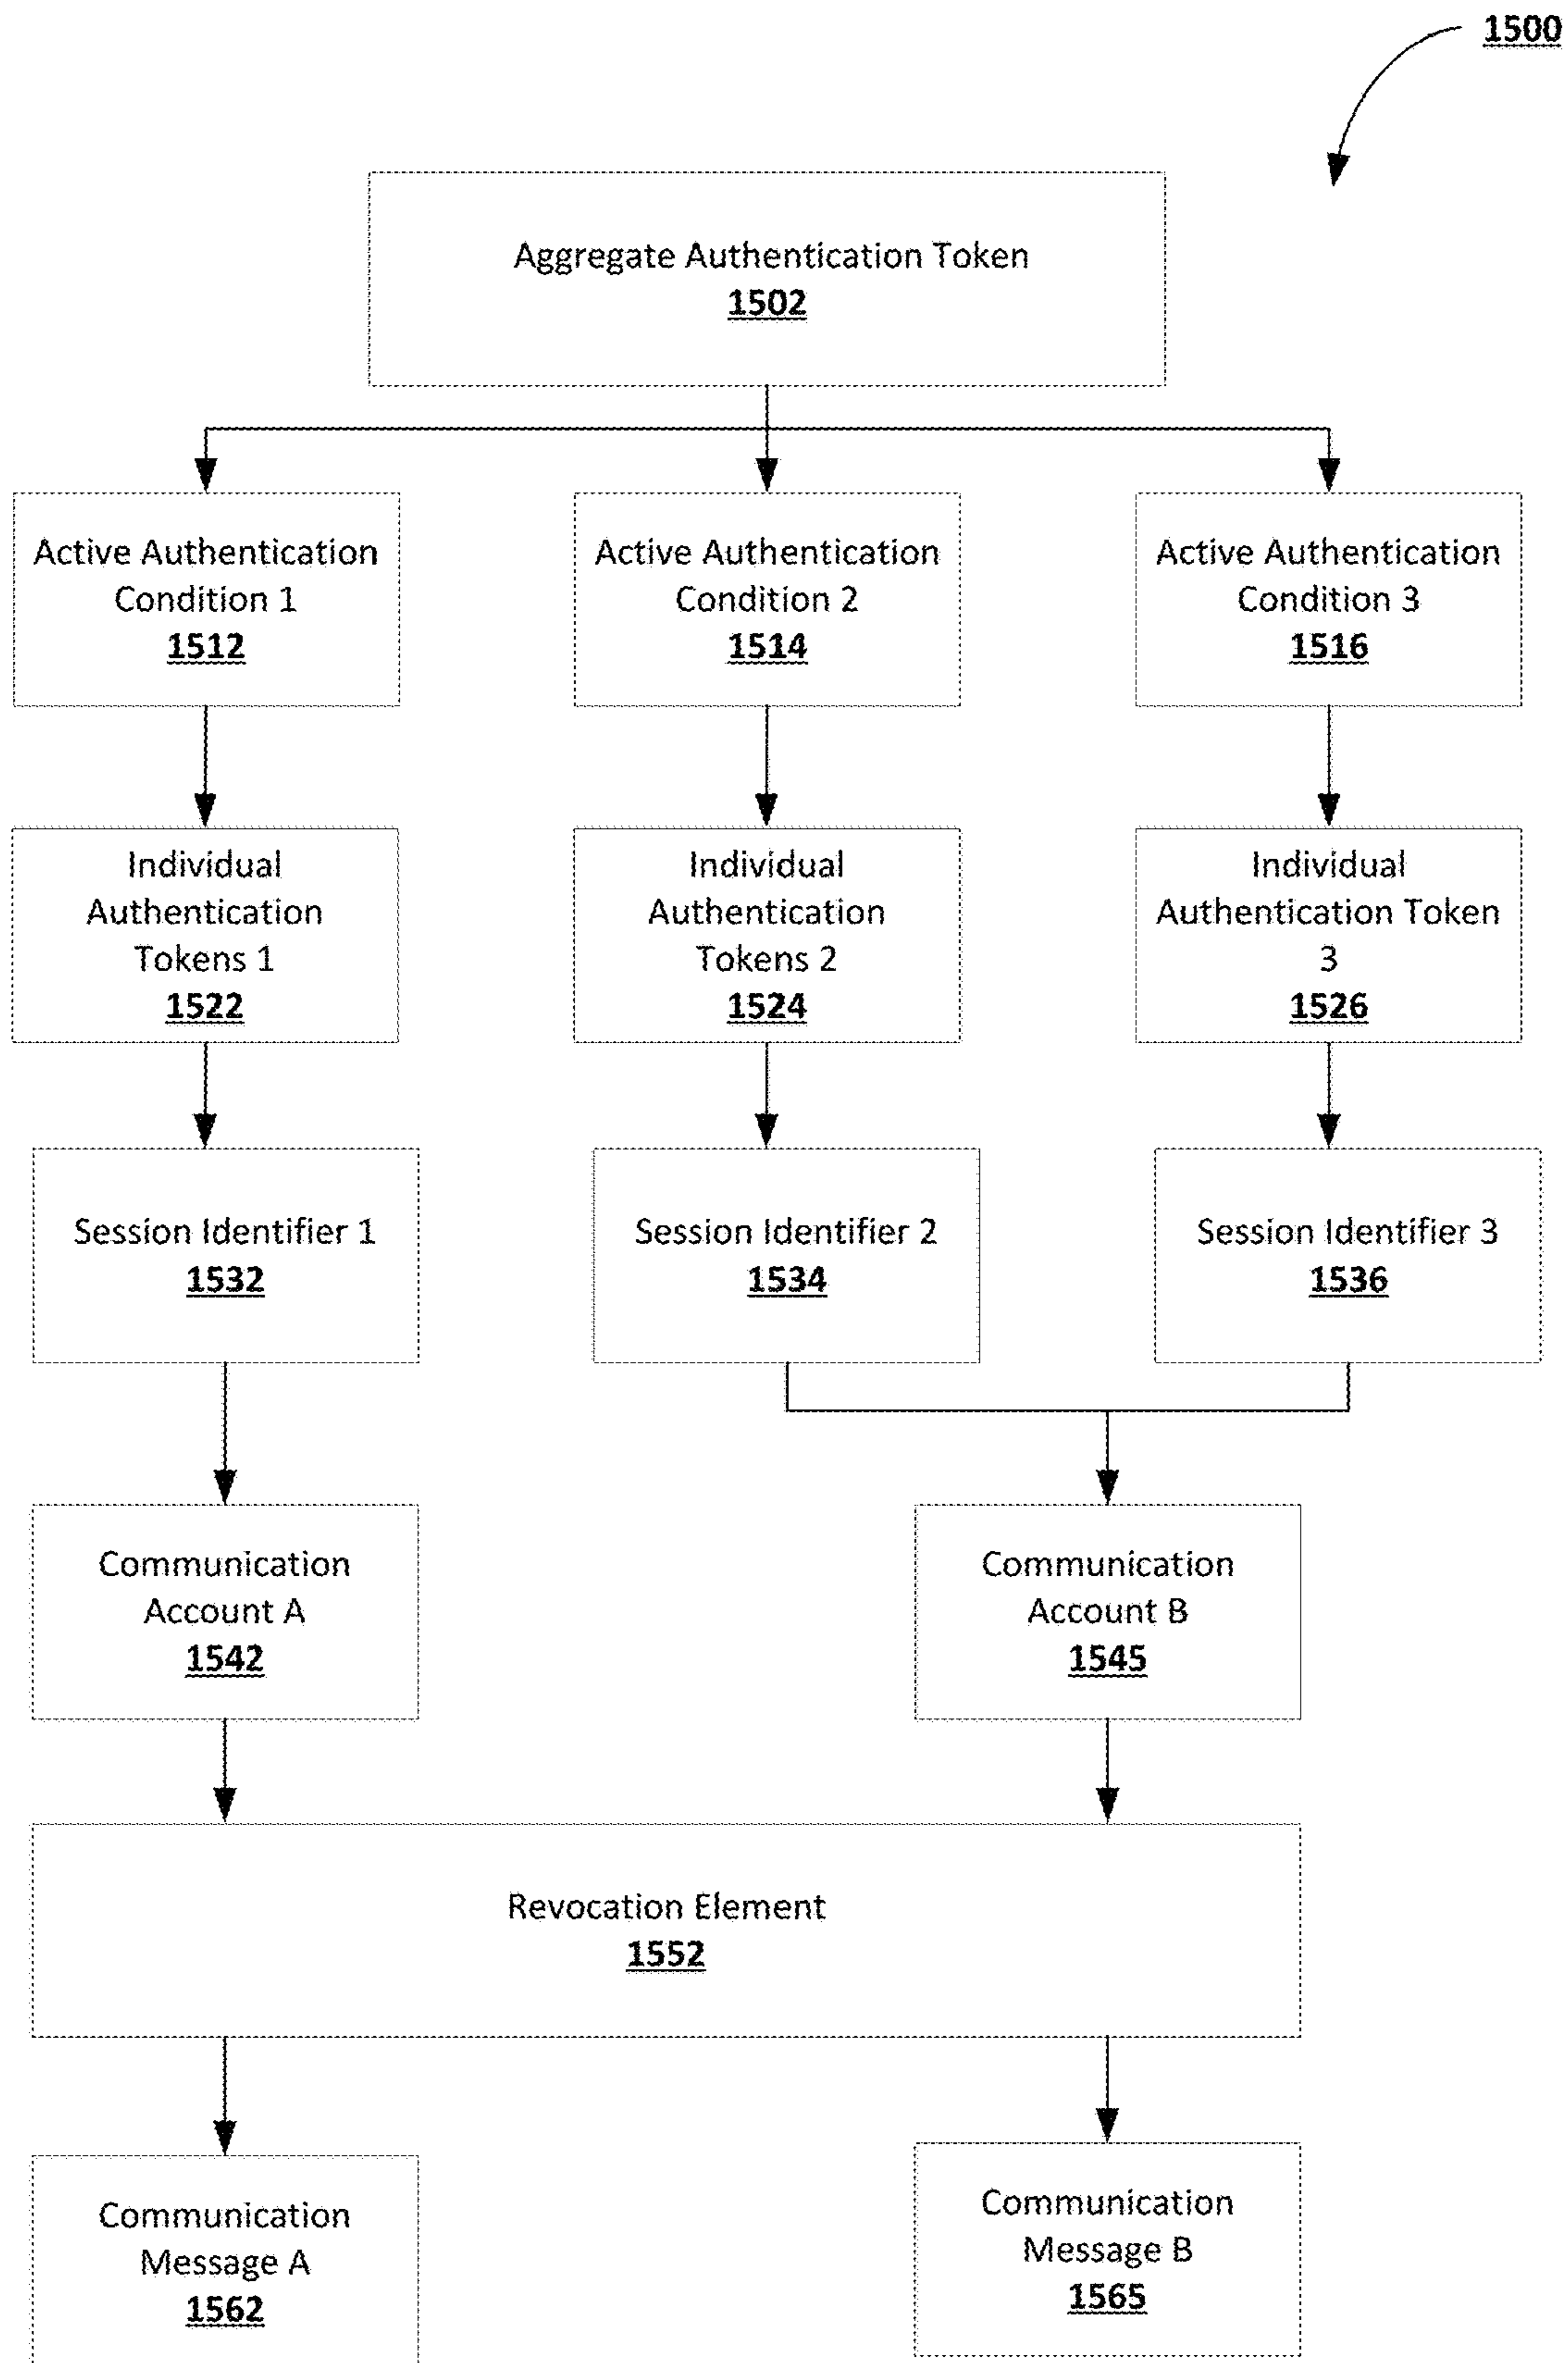 1500
Aggregate Authentication Token
1502
Active Authentication
Condition 1
1512
Active Authentication
Condition 2
1514
Active Authentication
Condition 3
1516
Individual
Authentication
Tokens 1
1522
Individual
Authentication
Tokens 2
1524
Individual
Authentication Token
3
1526
Session Identifier 1
1532
Session Identifier 2
1534
Session Identifier 3
1536
Communication
Account A
1542
Communication
Account B
1545
Revocation Element
1552
Communication
Message A
1562
Communication
Message B
1565